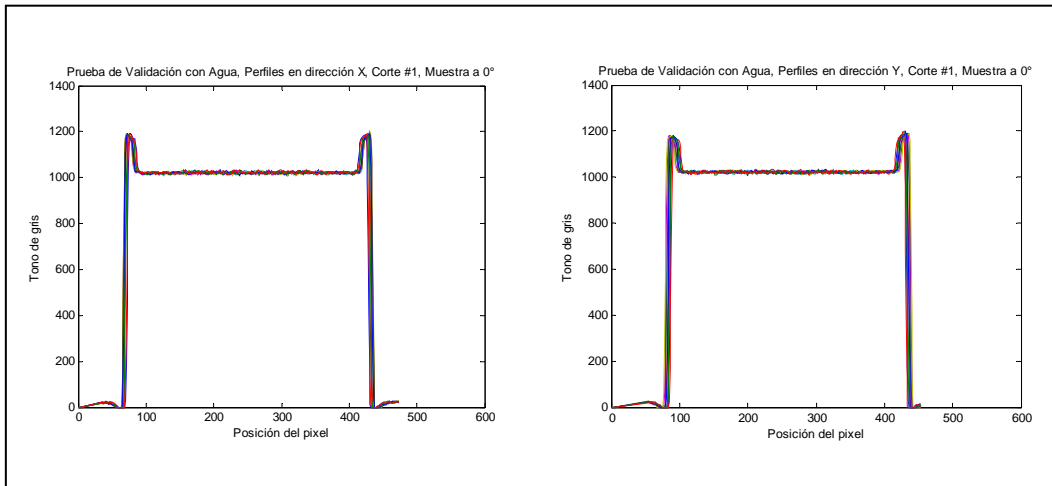 Prueba de Validación con Agua, Perfiles en dirección X, Corte #1, Muestra a 0°
1400
1200
1000
800
600
400
200
0
Tono de gris
0 100 200 300 400 500 600
Posición del pixel
Prueba de Validación con Agua, Perfiles en dirección Y, Corte #1, Muestra a 0°
1400
1200
1000
800
600
400
200
0
Tono de gris
0 100 200 300 400 500 600
Posición del pixel